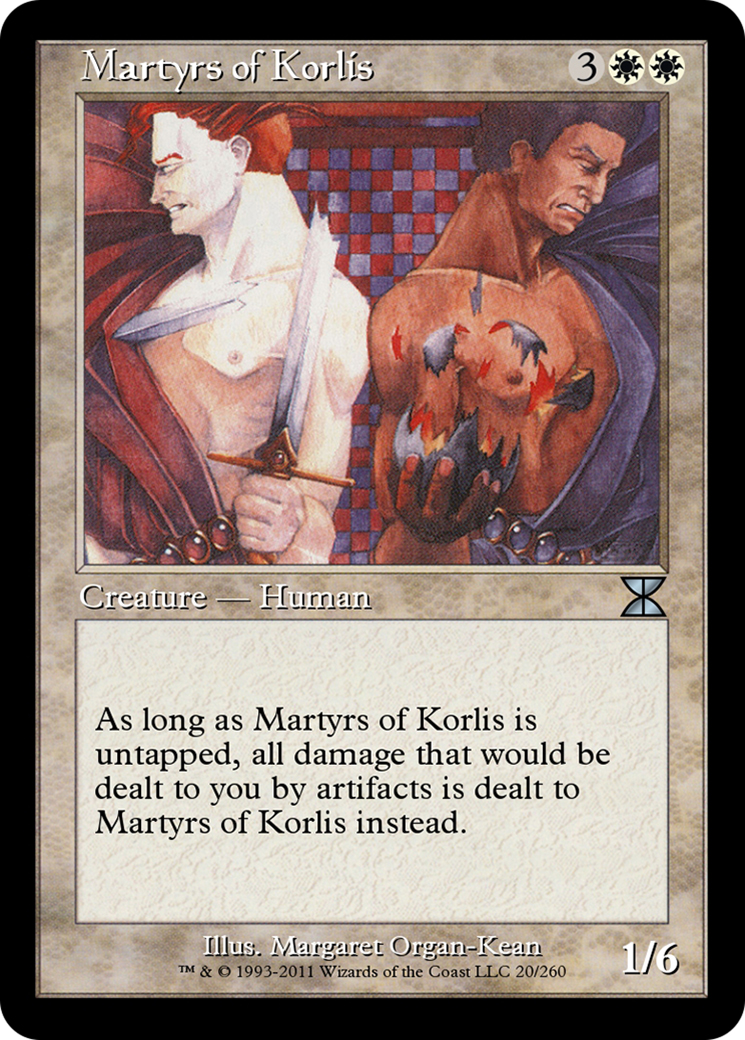 Martyrs of Korlis 3
Creature — Human
As long as Martyrs of Korlis is
untapped, all damage that would be
dealt to you by artifacts is dealt to
Martyrs of Korlis instead.
Illus. Margaret Organ-Kean
™ & © 1993-2011 Wizards of the Coast LLC 20/260
1/6